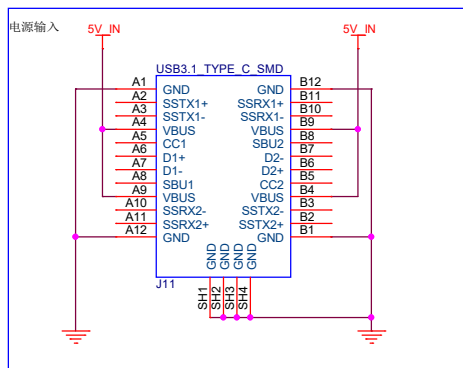 电源输入
5V_IN
5V_IN
USB3.1_TYPE_C_SMD
A1 GND GND B12
A2 SSTX1+ SSRX1+ B11
A3 SSTX1- SSRX1- B10
A4 VBUS VBUS B9
A5 CC1 SBU2 B8
A6 D1+ D2- B7
A7 D1- D2+ B6
A8 SBU1 CC2 B5
A9 VBUS VBUS B4
A10 SSRX2- SSTX2- B3
A11 SSRX2+ SSTX2+ B2
A12 GND GND B1
GND GND GND GND
J11
SH1 SH2 SH3 SH4